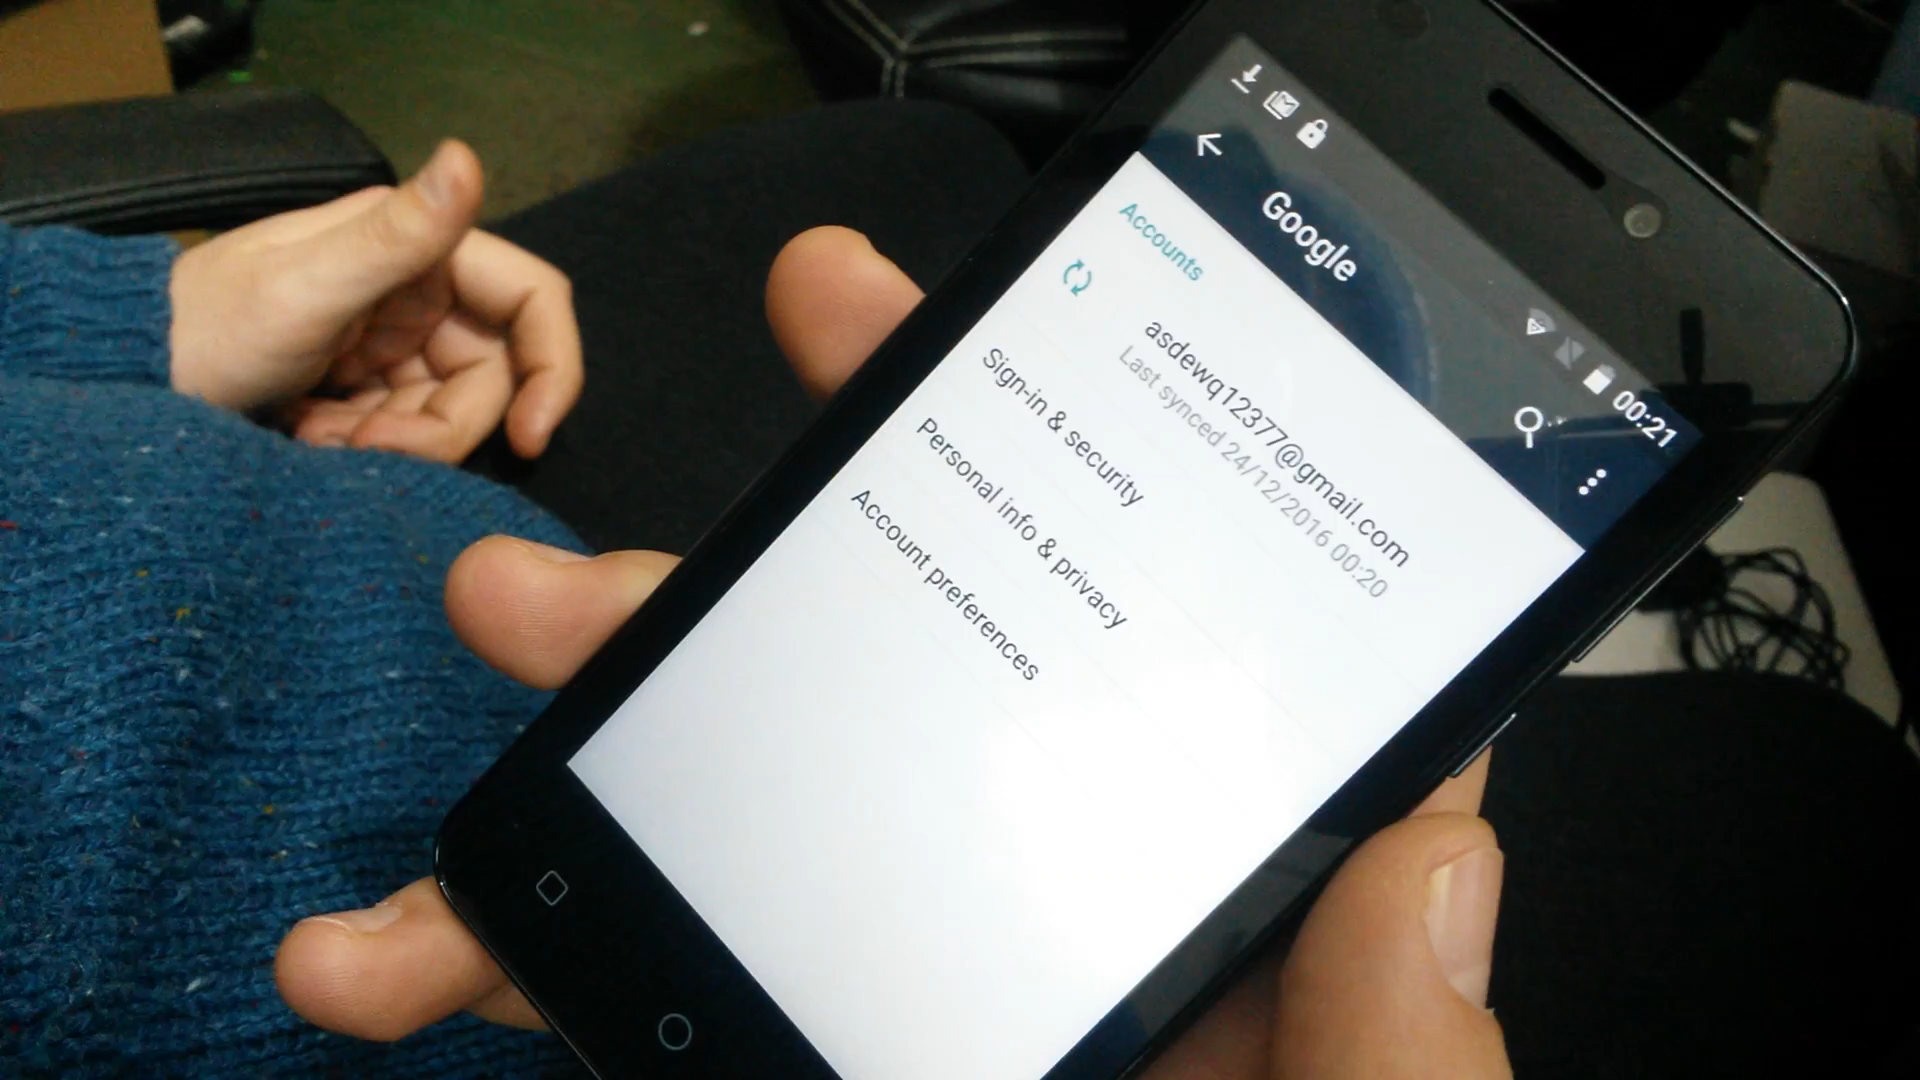 00:21
Google
Accounts
asdewq12377@gmail.com
Last synced 24/12/2016 00:20
Sign-in & security
Personal info & privacy
Account preferences